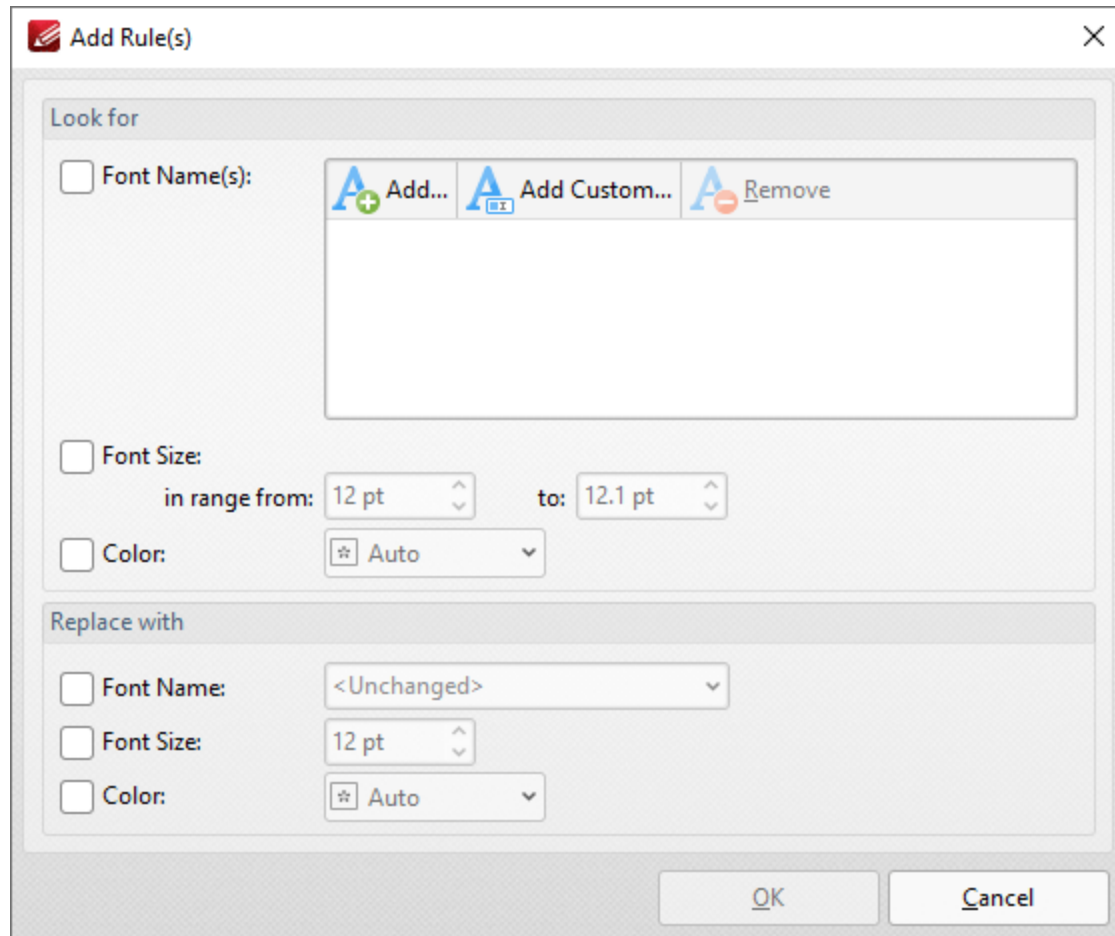 Add Rule(s)
Look for
Font Name(s):
Add... Add Custom... Remove
Font Size:
in range from: 12 pt to: 12.1 pt
Color: Auto
Replace with
Font Name: <Unchanged>
Font Size: 12 pt
Color: Auto
OK Cancel